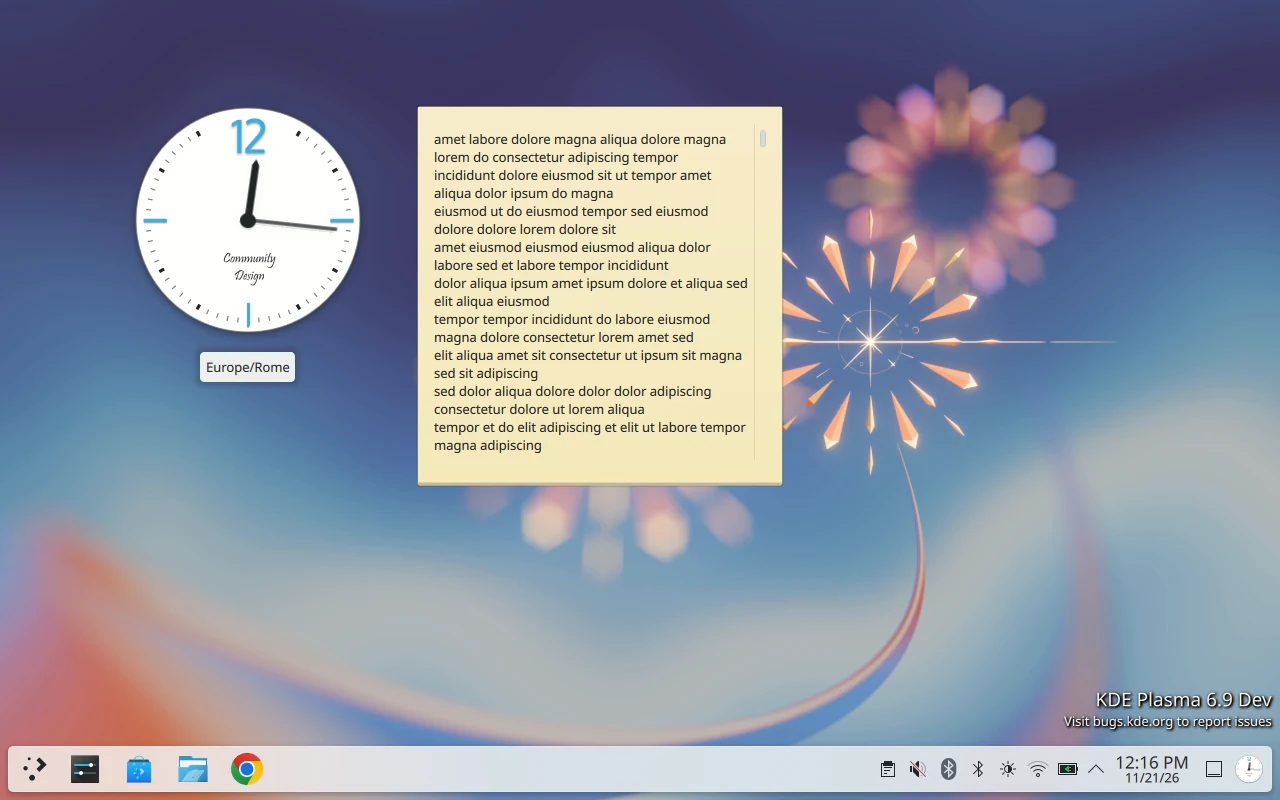 12
Community
Design
Europe/Rome
amet labore dolore magna aliqua dolore magna
lorem do consectetur adipiscing tempor
incididunt dolore eiusmod sit ut tempor amet
aliqua dolor ipsum do magna
eiusmod ut do eiusmod tempor sed eiusmod
dolore dolore lorem dolore sit
amet eiusmod eiusmod eiusmod aliqua dolor
labore sed et labore tempor incididunt
dolor aliqua ipsum amet ipsum dolore et aliqua sed
elit aliqua eiusmod
tempor tempor incididunt do labore eiusmod
magna dolore consectetur lorem amet sed
elit aliqua amet sit consectetur ut ipsum sit magna
sed sit adipiscing
sed dolor aliqua dolore dolor dolor adipiscing
consectetur dolore ut lorem aliqua
tempor et do elit adipiscing et elit ut labore tempor
magna adipiscing
KDE Plasma 6.9 Dev
Visit bugs.kde.org to report issues
12:16 PM
11/21/26